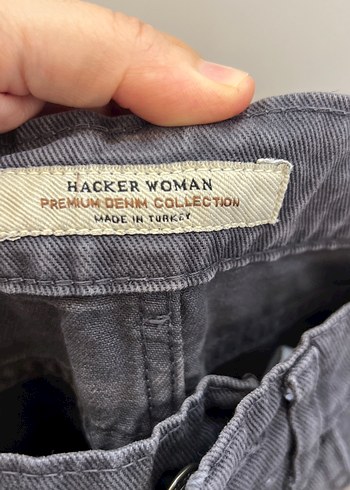 HACKER WOMAN
PREMIUM DENIM COLLECTION
MADE IN TURKEY